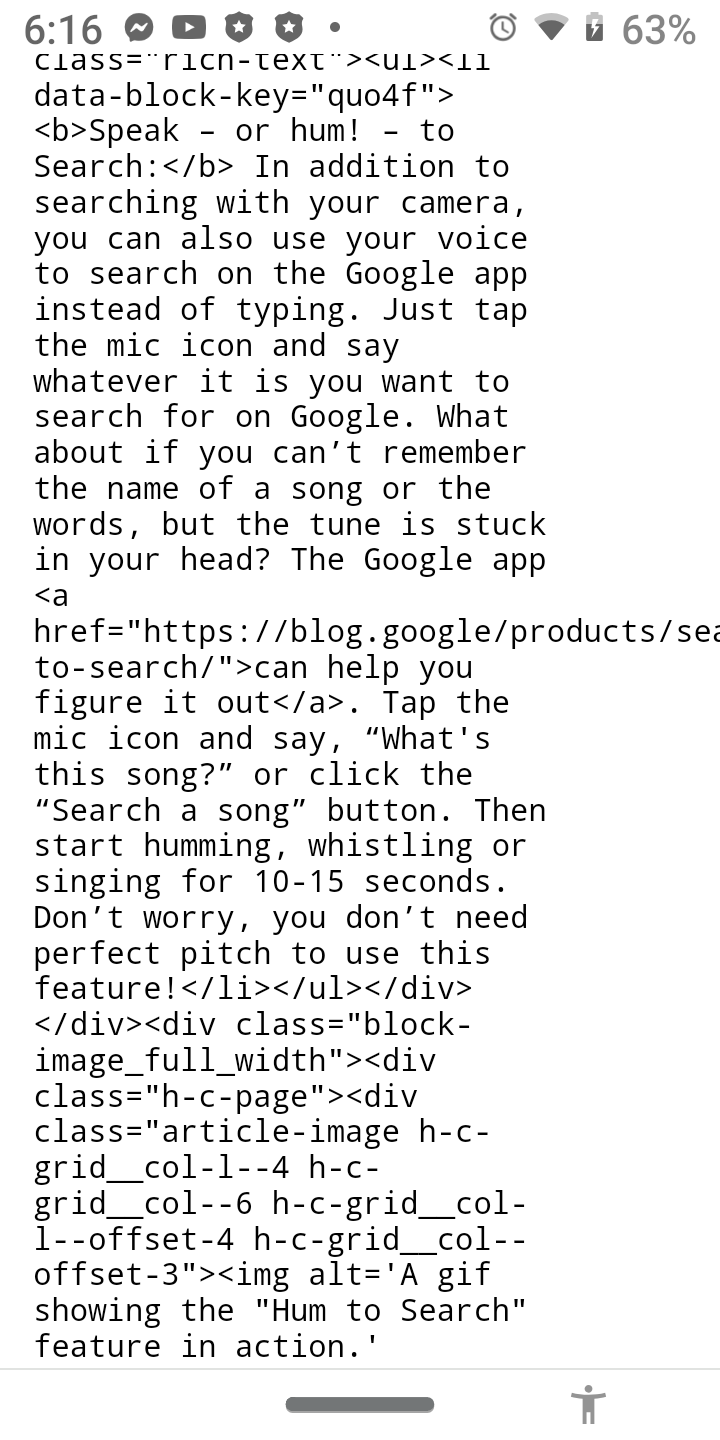 6:16 63%
class="rich-text"><ul><li
data-block-key="quo4f">
<b>Speak – or hum! – to
Search:</b> In addition to
searching with your camera,
you can also use your voice
to search on the Google app
instead of typing. Just tap
the mic icon and say
whatever it is you want to
search for on Google. What
about if you can’t remember
the name of a song or the
words, but the tune is stuck
in your head? The Google app
<a
href="https://blog.google/products/sea
to-search/">can help you
figure it out</a>. Tap the
mic icon and say, “What's
this song?” or click the
“Search a song” button. Then
start humming, whistling or
singing for 10-15 seconds.
Don’t worry, you don’t need
perfect pitch to use this
feature!</li></ul></div>
</div><div class="block-
image_full_width"><div
class="h-c-page"><div
class="article-image h-c-
grid__col-l--4 h-c-
grid__col--6 h-c-grid__col-
l--offset-4 h-c-grid__col--
offset-3"><img alt='A gif
showing the "Hum to Search"
feature in action.'